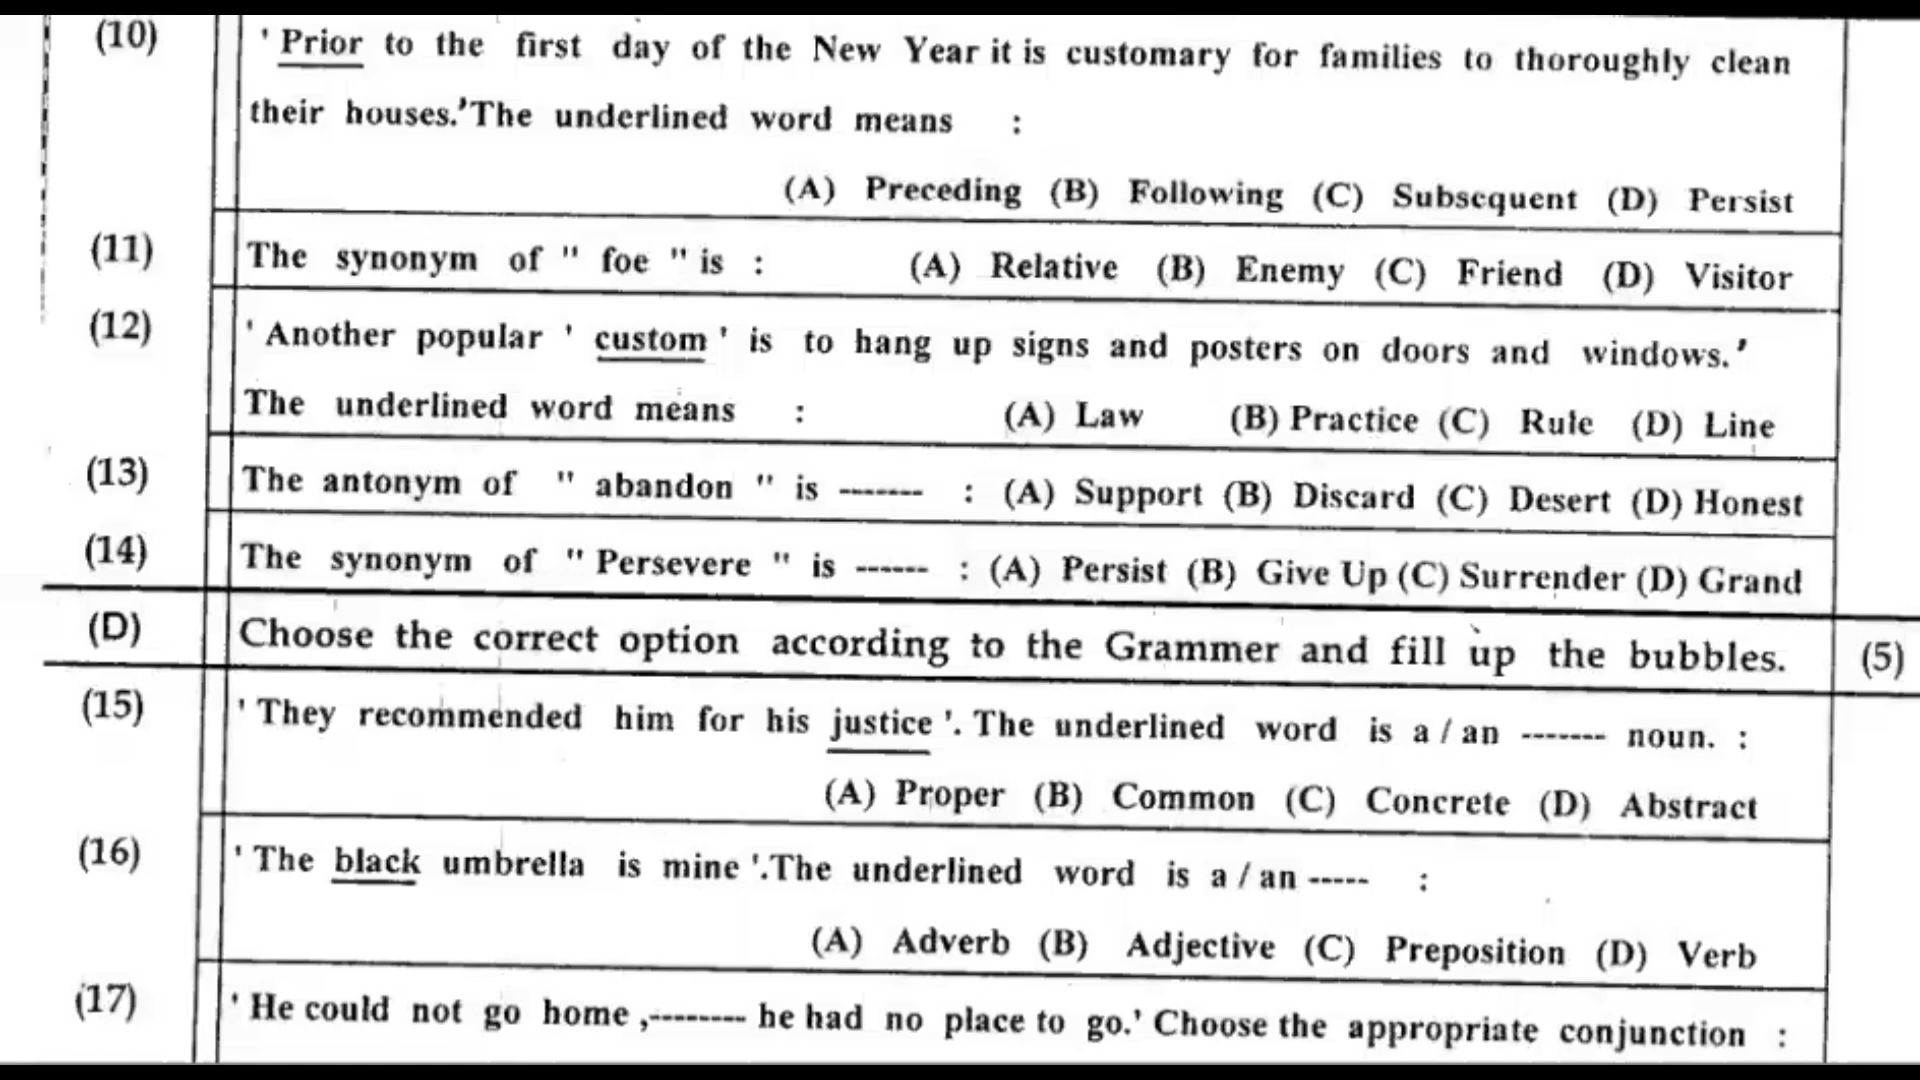 (10) ' Prior to the first day of the New Year it is customary for families to thoroughly clean
their houses.'The underlined word means :
(A) Preceding (B) Following (C) Subsequent (D) Persist
(11) The synonym of " foe " is : (A) Relative (B) Enemy (C) Friend (D) Visitor
(12) ' Another popular ' custom ' is to hang up signs and posters on doors and windows.'
The underlined word means : (A) Law (B) Practice (C) Rule (D) Line
(13) The antonym of " abandon " is ------- : (A) Support (B) Discard (C) Desert (D) Honest
(14) The synonym of " Persevere " is ------ : (A) Persist (B) Give Up (C) Surrender (D) Grand
(D) Choose the correct option according to the Grammer and fill up the bubbles. (5)
(15) ' They recommended him for his justice '. The underlined word is a / an ------- noun. :
(A) Proper (B) Common (C) Concrete (D) Abstract
(16) ' The black umbrella is mine '.The underlined word is a / an ----- :
(A) Adverb (B) Adjective (C) Preposition (D) Verb
(17) ' He could not go home ,-------- he had no place to go.' Choose the appropriate conjunction :